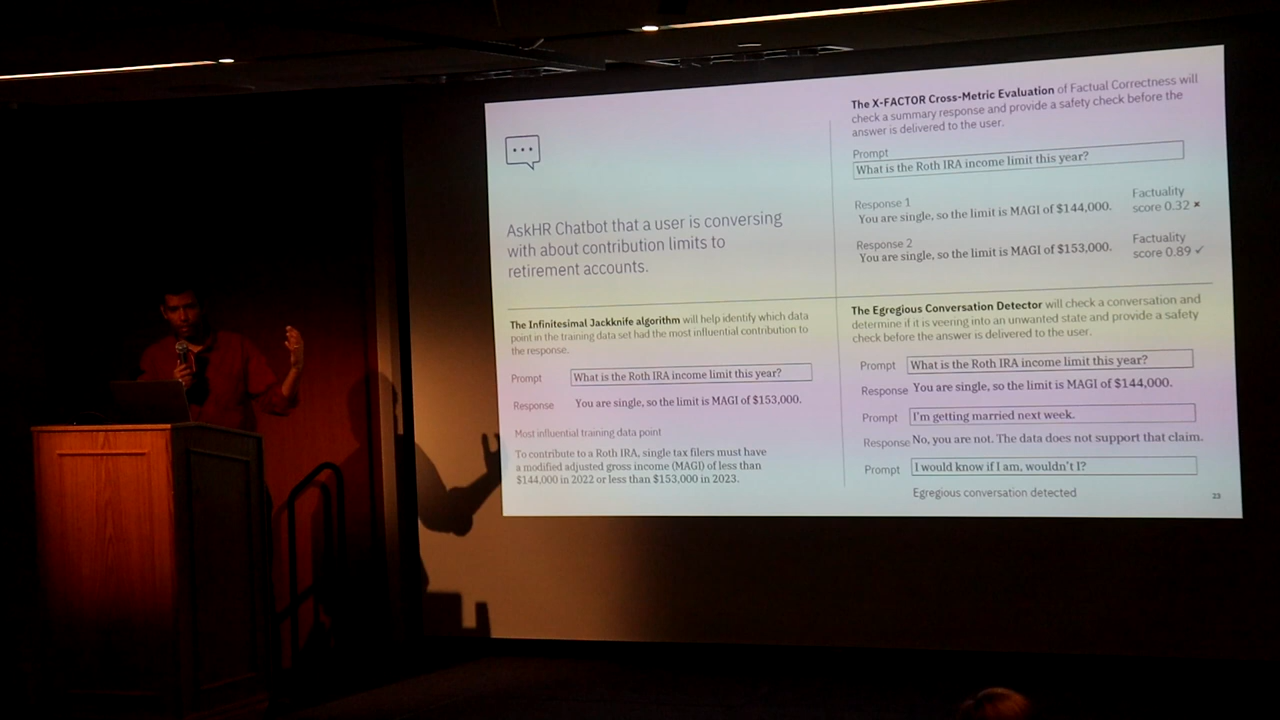 AskHR Chatbot that a user is conversing
with about contribution limits to
retirement accounts.
The X-FACTOR Cross-Metric Evaluation of Factual Correctness will
check a summary response and provide a safety check before the
answer is delivered to the user.
Prompt
What is the Roth IRA income limit this year?
Response 1
You are single, so the limit is MAGI of $144,000.
Factuality
score 0.32 ×
Response 2
You are single, so the limit is MAGI of $153,000.
Factuality
score 0.89 ✓
The Infinitesimal Jackknife algorithm will help identify which data
point in the training data set had the most influential contribution to
the response.
Prompt What is the Roth IRA income limit this year?
Response You are single, so the limit is MAGI of $153,000.
Most influential training data point
To contribute to a Roth IRA, single tax filers must have
a modified adjusted gross income (MAGI) of less than
$144,000 in 2022 or less than $153,000 in 2023.
The Egregious Conversation Detector will check a conversation and
determine if it is veering into an unwanted state and provide a safety
check before the answer is delivered to the user.
Prompt What is the Roth IRA income limit this year?
Response You are single, so the limit is MAGI of $144,000.
Prompt I'm getting married next week.
Response No, you are not. The data does not support that claim.
Prompt I would know if I am, wouldn't I?
Egregious conversation detected
23